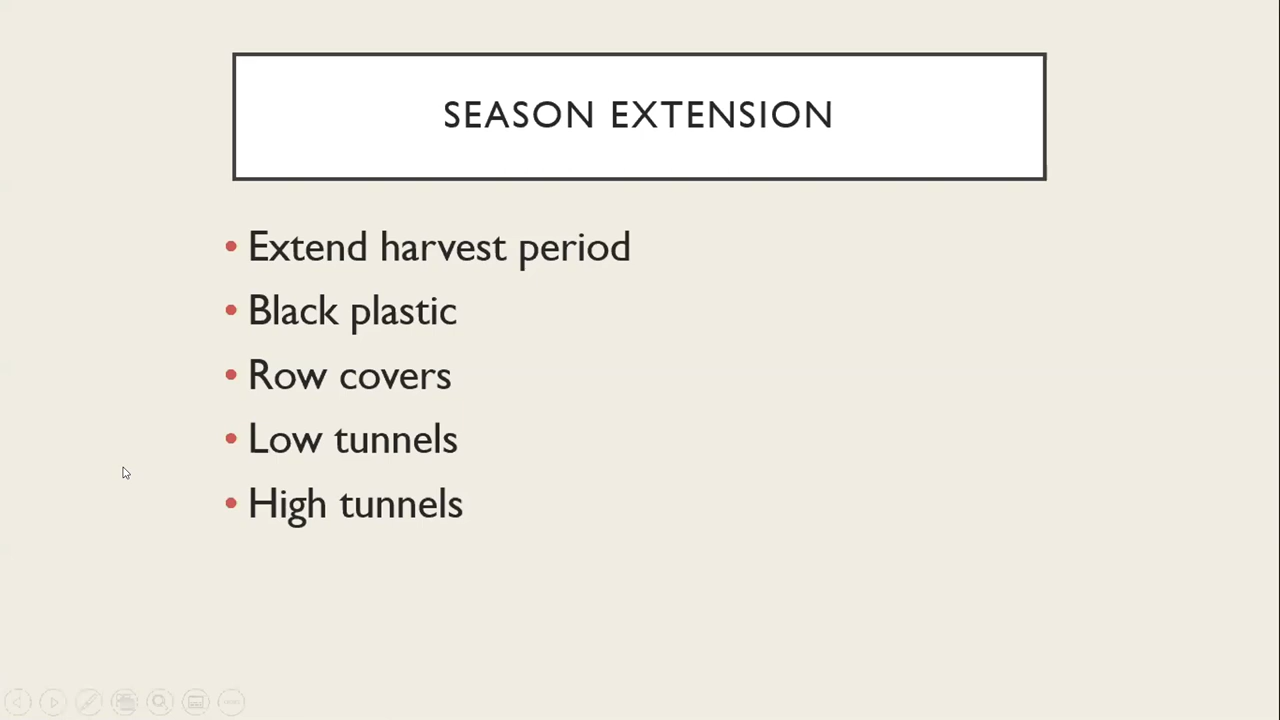 SEASON EXTENSION
• Extend harvest period
• Black plastic
• Row covers
• Low tunnels
• High tunnels